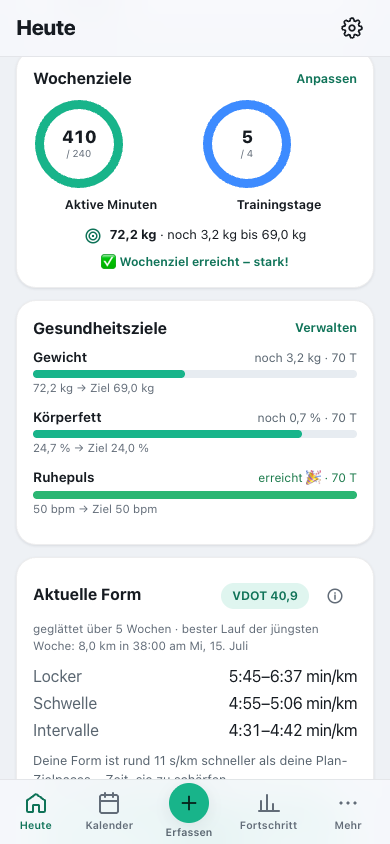 Heute
Wochenziele
Anpassen
410
/ 240
5
/ 4
Aktive Minuten
Trainingstage
72,2 kg · noch 3,2 kg bis 69,0 kg
✅ Wochenziel erreicht – stark!
Gesundheitsziele
Verwalten
Gewicht
noch 3,2 kg · 70 T
72,2 kg → Ziel 69,0 kg
Körperfett
noch 0,7 % · 70 T
24,7 % → Ziel 24,0 %
Ruhepuls
erreicht 🎉 · 70 T
50 bpm → Ziel 50 bpm
Aktuelle Form
VDOT 40,9
geglättet über 5 Wochen · bester Lauf der jüngsten
Woche: 8,0 km in 38:00 am Mi, 15. Juli
Locker
5:45–6:37 min/km
Schwelle
4:55–5:06 min/km
Intervalle
4:31–4:42 min/km
Deine Form ist rund 11 s/km schneller als deine Plan-
Zielpaces – Zeit, sie zu schärfen
Heute
Kalender
Erfassen
Fortschritt
Mehr